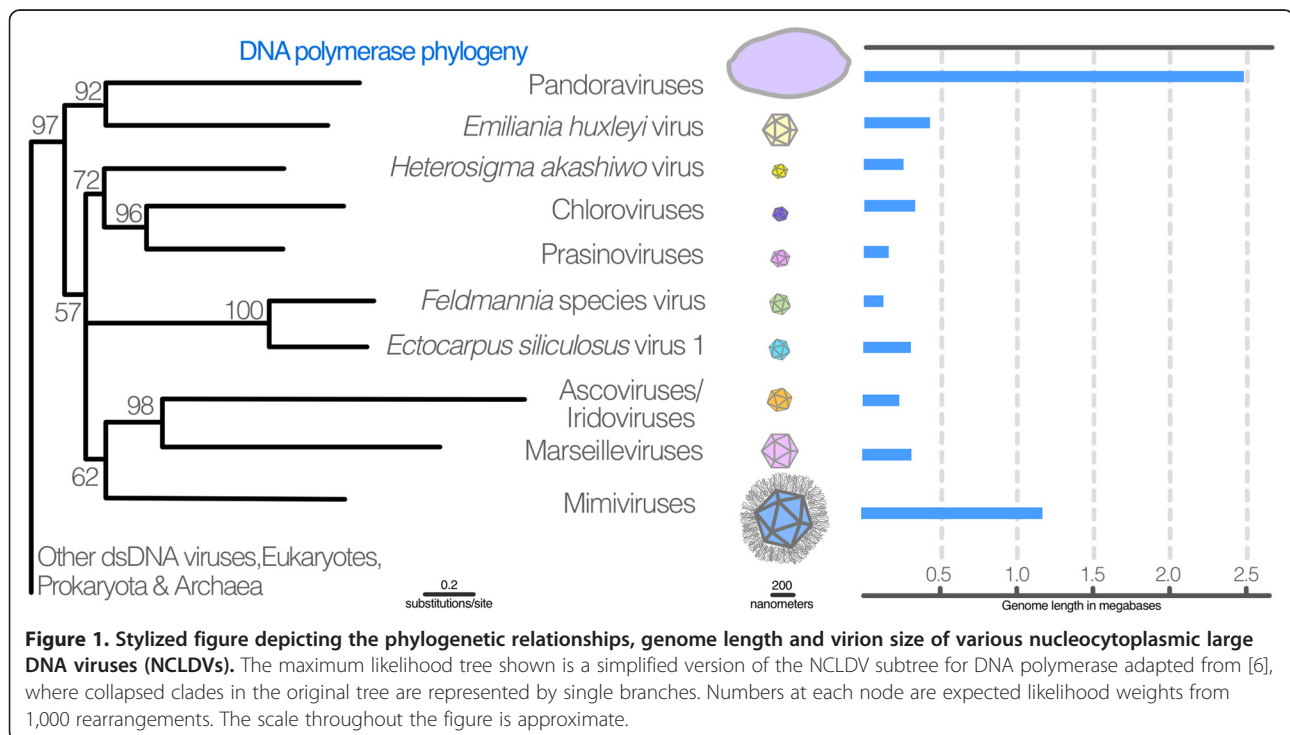 DNA polymerase phylogeny
92
Pandoraviruses
97
Emiliania huxleyi virus
72
Heterosigma akashiwo virus
96
Chloroviruses
Prasinoviruses
57
100
Feldmannia species virus
Ectocarpus siliculosus virus 1
98
Ascoviruses/
Iridoviruses
Marseilleviruses
62
Mimiviruses
Other dsDNA viruses,Eukaryotes,
Prokaryota & Archaea
0.2
substitutions/site
200
nanometers
0.5 1.0 1.5 2.0 2.5
Genome length in megabases
Figure 1. Stylized figure depicting the phylogenetic relationships, genome length and virion size of various nucleocytoplasmic large
DNA viruses (NCLDVs). The maximum likelihood tree shown is a simplified version of the NCLDV subtree for DNA polymerase adapted from [6],
where collapsed clades in the original tree are represented by single branches. Numbers at each node are expected likelihood weights from
1,000 rearrangements. The scale throughout the figure is approximate.